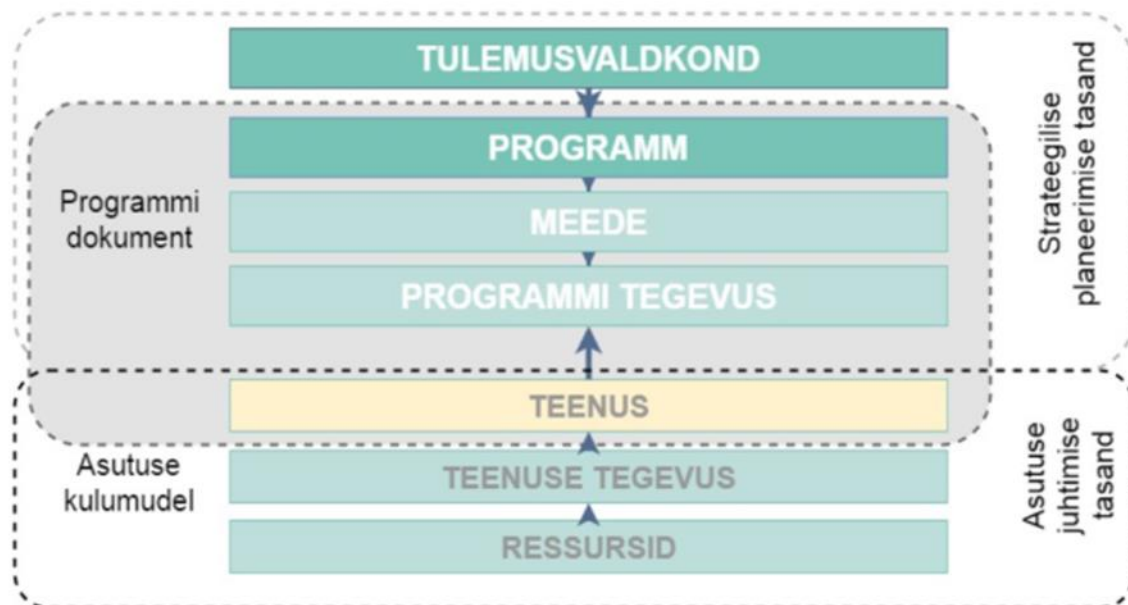 TULEMUSVALDKOND
PROGRAMM
MEEDE
PROGRAMMI TEGEVUS
TEENUS
TEENUSE TEGEVUS
RESSURSID
Programmi
dokument
Asutuse
kulumudel
Strateegilise
planeerimise tasand
Asutuse
juhtimise
tasand